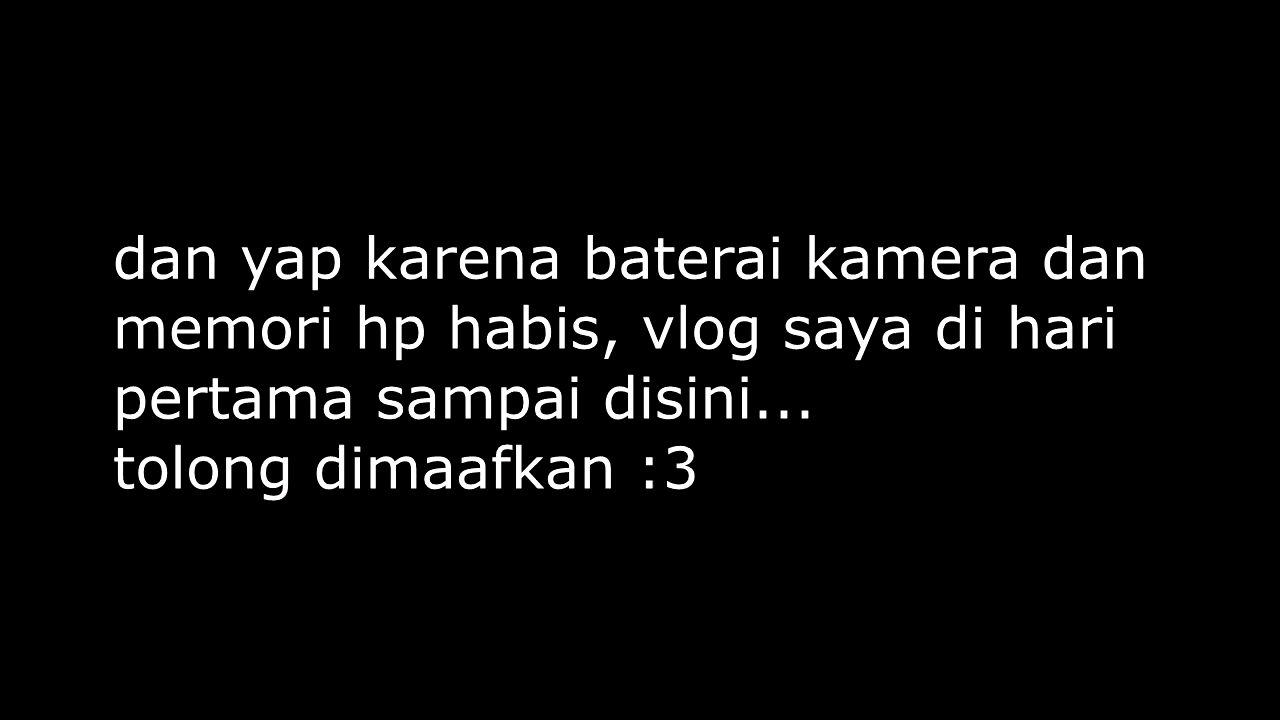 dan yap karena baterai kamera dan
memori hp habis, vlog saya di hari
pertama sampai disini...
tolong dimaafkan :3